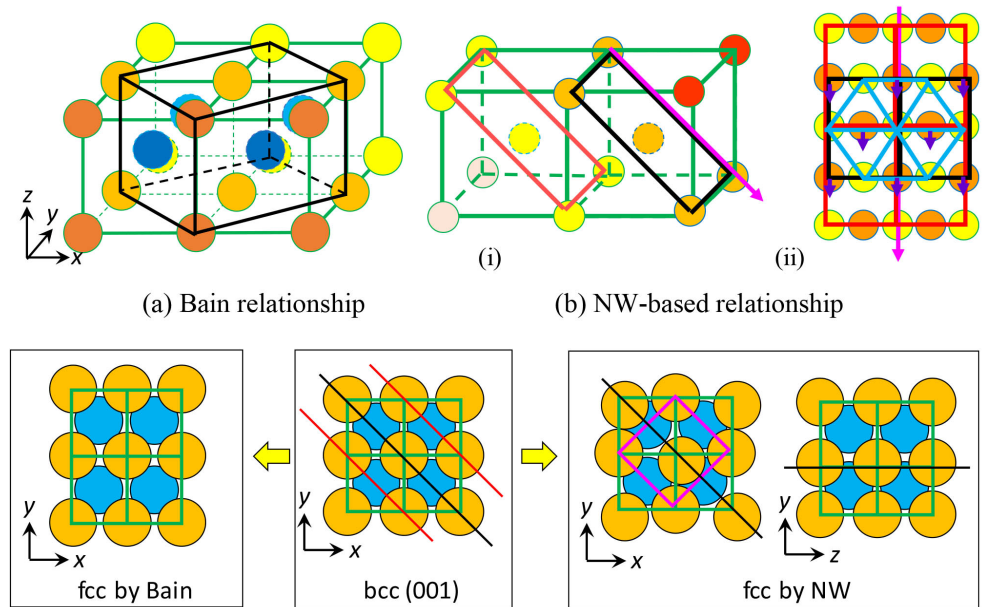 z
y
x
(i)
(ii)
(a) Bain relationship
(b) NW-based relationship
y
x
fcc by Bain
y
x
bcc (001)
y
x
y
z
fcc by NW